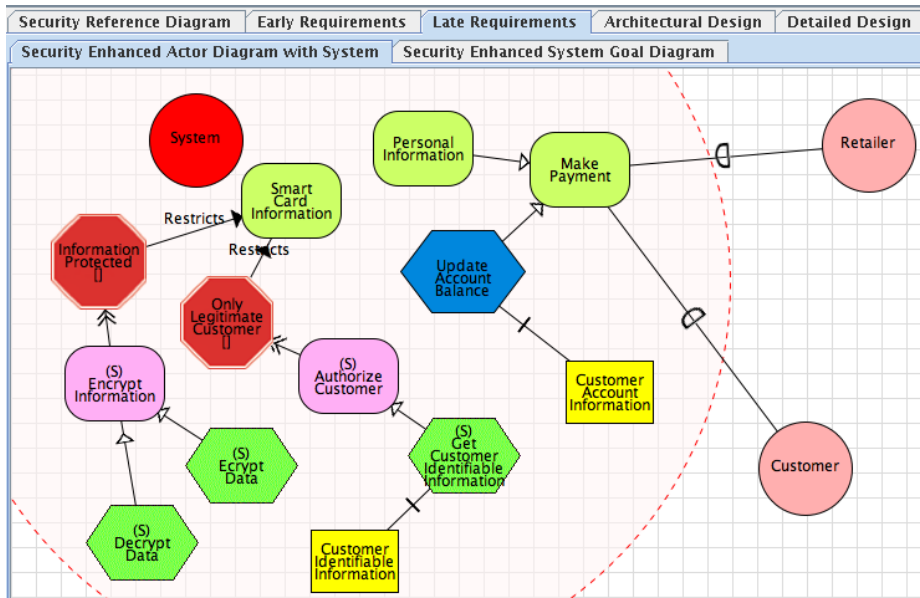 Security Reference Diagram
Early Requirements
Late Requirements
Architectural Design
Detailed Design
Security Enhanced Actor Diagram with System
Security Enhanced System Goal Diagram
System
Personal
Information
Make
Payment
Retailer
Smart
Card
Information
Restricts
Restricts
Information
Protected
[]
Only
Legitimate
Customer
[]
Update
Account
Balance
(S)
Encrypt
Information
(S)
Authorize
Customer
Customer
Account
Information
(S)
Get
Customer
Identifiable
Information
(S)
Ecrypt
Data
Customer
(S)
Decrypt
Data
Customer
Identifiable
Information